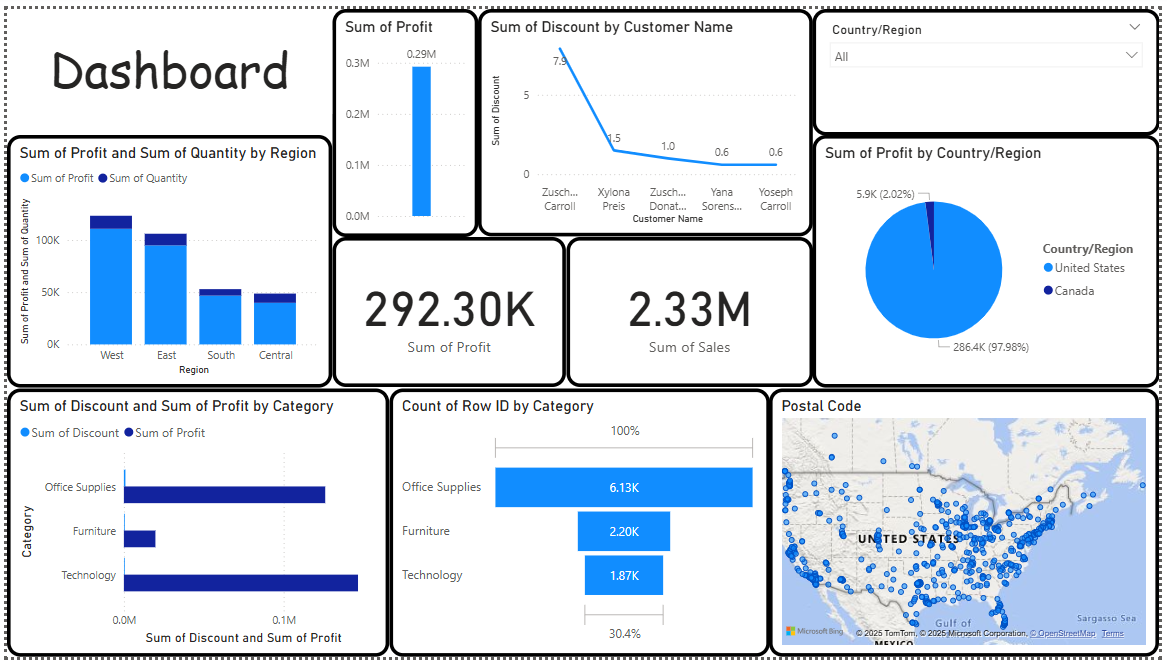 Dashboard
Sum of Profit
0.29M
0.3M
0.2M
0.1M
0.0M
Sum of Discount by Customer Name
Sum of Discount
7.9
5
1.5
1.0
0.6
0.6
0
Zusch...
Carroll
Xylona
Preis
Zusch...
Donat...
Yana
Sorens...
Yoseph
Carroll
Customer Name
Country/Region
All
Sum of Profit and Sum of Quantity by Region
Sum of Profit Sum of Quantity
Sum of Profit and Sum of Quantity
100K
50K
0K
West East South Central
Region
292.30K
Sum of Profit
2.33M
Sum of Sales
Sum of Profit by Country/Region
5.9K (2.02%)
286.4K (97.98%)
Country/Region
United States
Canada
Sum of Discount and Sum of Profit by Category
Sum of Discount Sum of Profit
Category
Office Supplies
Furniture
Technology
0.0M 0.1M
Sum of Discount and Sum of Profit
Count of Row ID by Category
100%
Office Supplies 6.13K
Furniture 2.20K
Technology 1.87K
30.4%
Postal Code
UNITED STATES
Gulf of
Sargasso Sea
MEXICO
Microsoft Bing
© 2025 TomTom, © 2025 Microsoft Corporation, © OpenStreetMap Terms